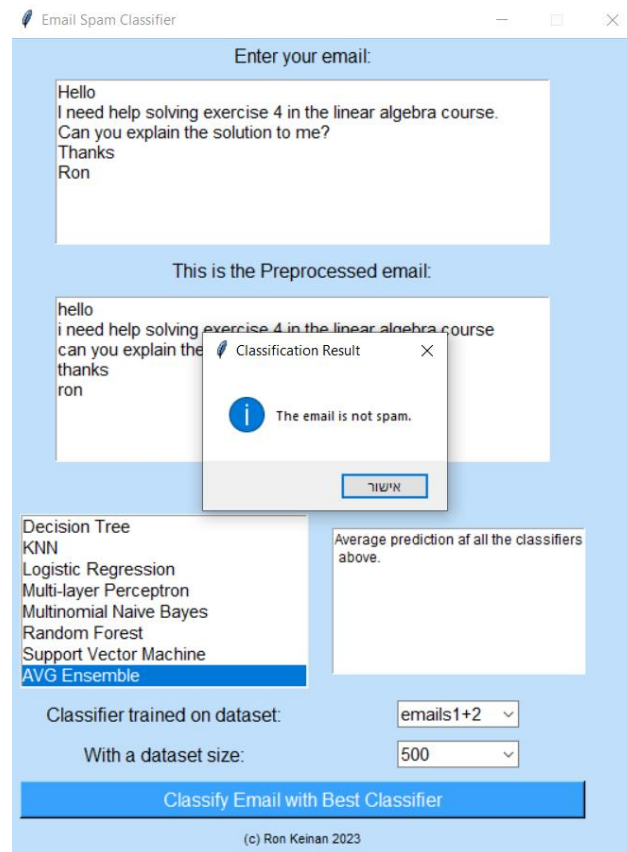 Email Spam Classifier
Enter your email:
Hello
I need help solving exercise 4 in the linear algebra course.
Can you explain the solution to me?
Thanks
Ron
This is the Preprocessed email:
hello
i need help solving exercise 4 in the linear algebra course
can you explain the
thanks
ron
Classification Result
The email is not spam.
אישור
Decision Tree
KNN
Logistic Regression
Multi-layer Perceptron
Multinomial Naive Bayes
Random Forest
Support Vector Machine
AVG Ensemble
Average prediction af all the classifiers
above.
Classifier trained on dataset:
emails1+2
With a dataset size:
500
Classify Email with Best Classifier
(c) Ron Keinan 2023